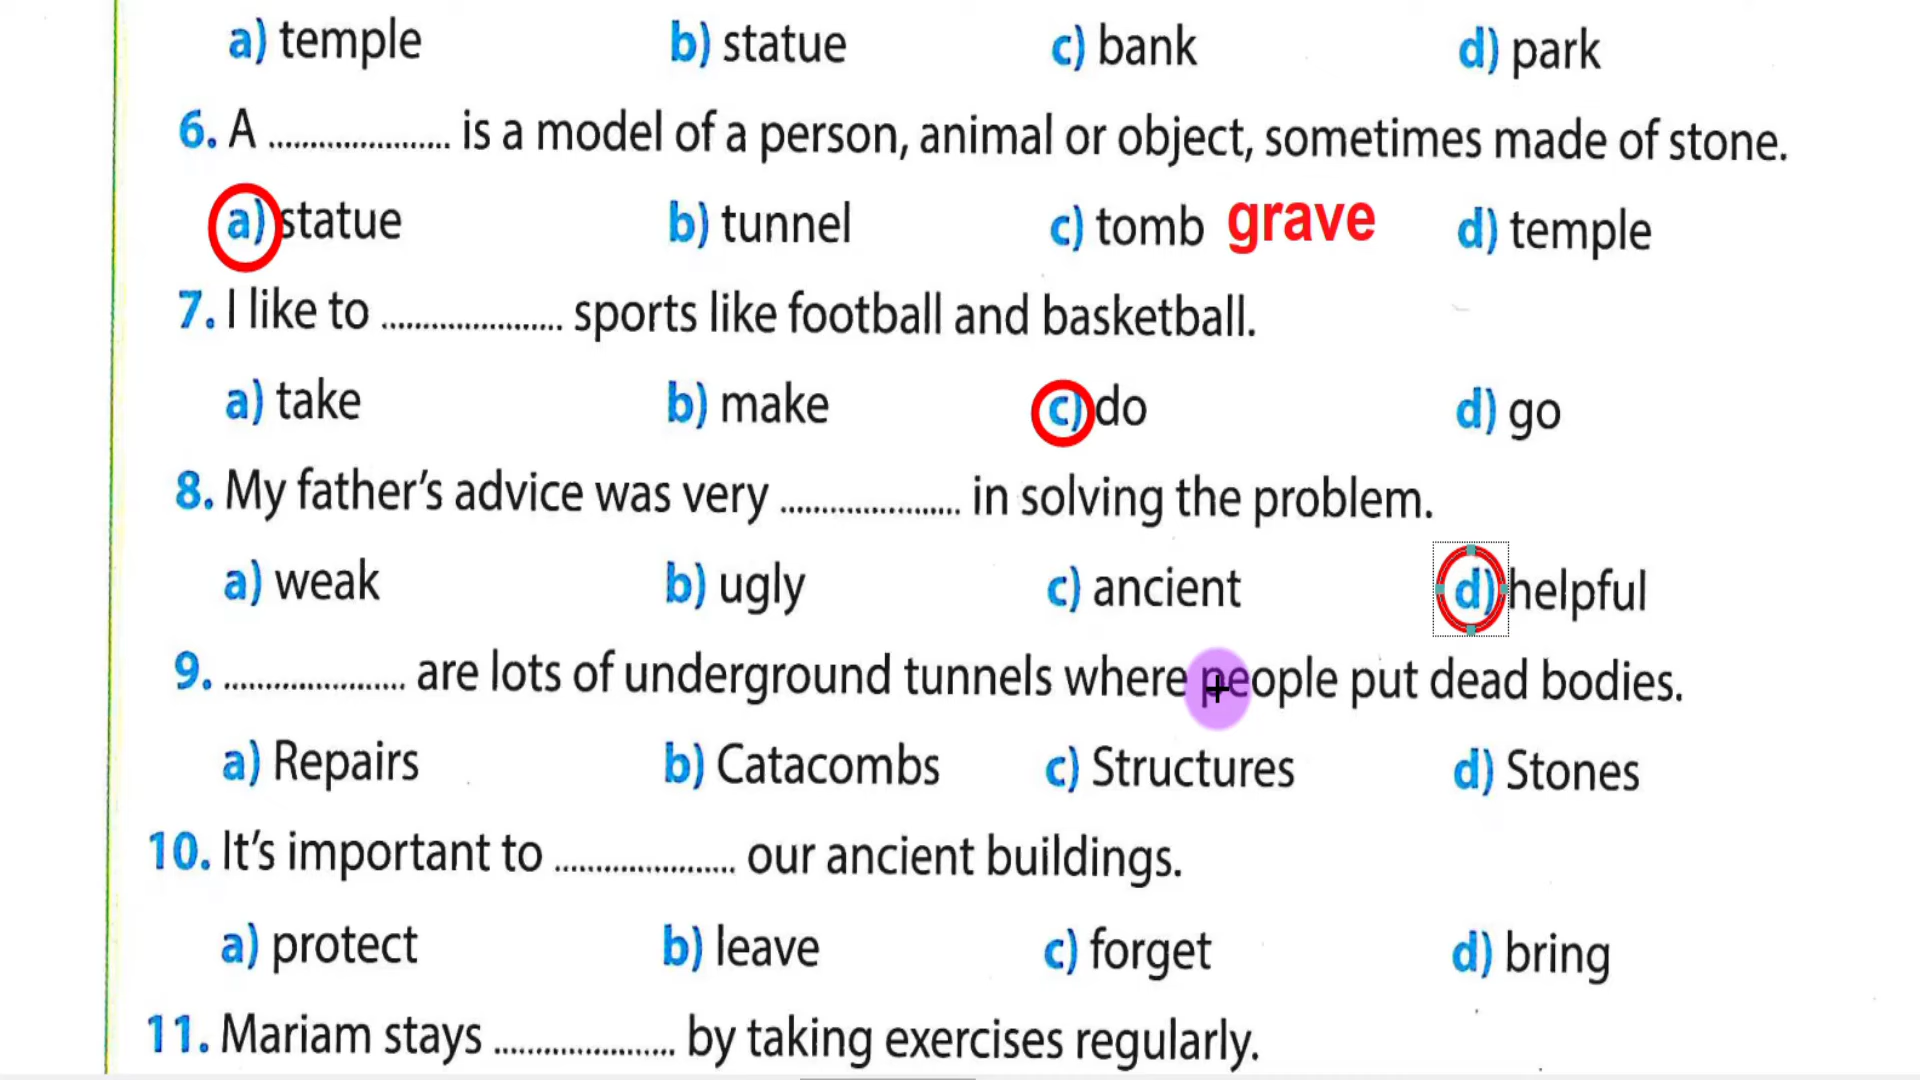 a) temple b) statue c) bank d) park
6. A ...................... is a model of a person, animal or object, sometimes made of stone.
a) statue b) tunnel c) tomb grave d) temple
7. I like to ...................... sports like football and basketball.
a) take b) make c) do d) go
8. My father's advice was very ...................... in solving the problem.
a) weak b) ugly c) ancient d) helpful
9. ...................... are lots of underground tunnels where people put dead bodies.
a) Repairs b) Catacombs c) Structures d) Stones
10. It's important to ...................... our ancient buildings.
a) protect b) leave c) forget d) bring
11. Mariam stays ...................... by taking exercises regularly.